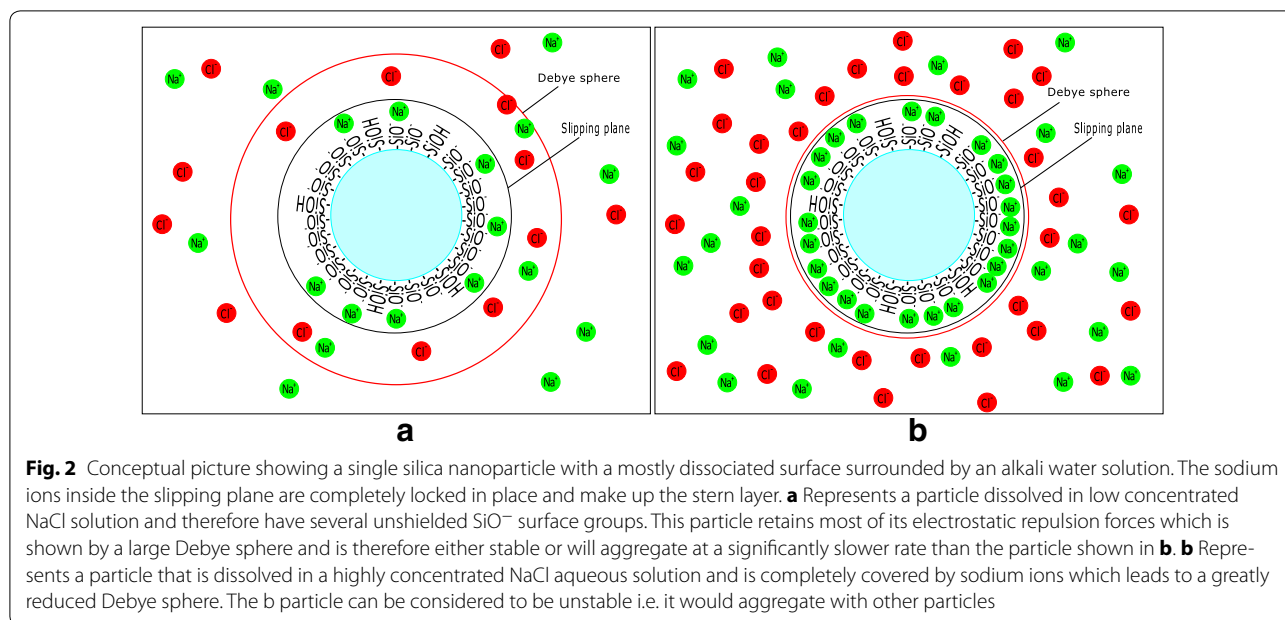 Debye sphere
Slipping plane
Debye sphere
Slipping plane
a
b
Fig. 2 Conceptual picture showing a single silica nanoparticle with a mostly dissociated surface surrounded by an alkali water solution. The sodium
ions inside the slipping plane are completely locked in place and make up the stern layer. a Represents a particle dissolved in low concentrated
NaCl solution and therefore have several unshielded SiO⁻ surface groups. This particle retains most of its electrostatic repulsion forces which is
shown by a large Debye sphere and is therefore either stable or will aggregate at a significantly slower rate than the particle shown in b. b Repre-
sents a particle that is dissolved in a highly concentrated NaCl aqueous solution and is completely covered by sodium ions which leads to a greatly
reduced Debye sphere. The b particle can be considered to be unstable i.e. it would aggregate with other particles